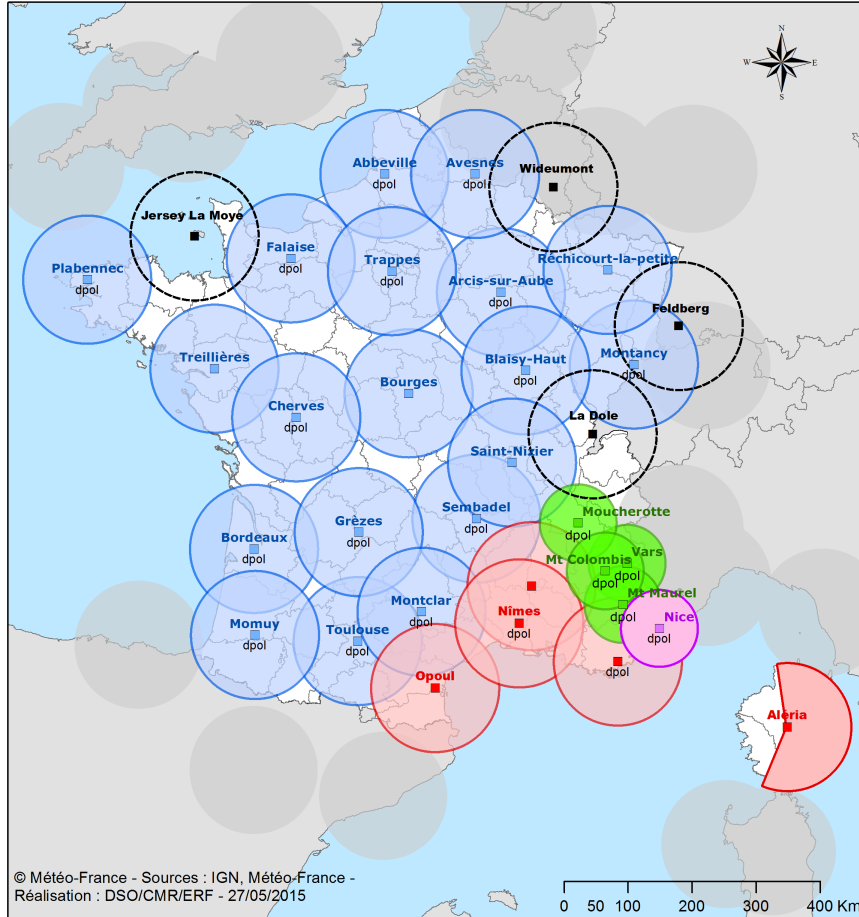 N
W
E
S
Abbeville
dpol
Avesnes
dpol
Wideumont
Jersey La Moye
Falaise
dpol
Trappes
dpol
Plabennec
dpol
Arcis-sur-Aube
dpol
Réchicourt-la-petite
Feldberg
Treillières
Blaisy-Haut
dpol
Montancy
dpol
Bourges
Cherves
dpol
La Dole
Saint-Nizier
Sembadel
dpol
Moucherotte
dpol
Grèzes
dpol
Bordeaux
dpol
Mt Colombis
dpol
Vars
dpol
Mt Maurel
dpol
Montclar
dpol
Momuy
dpol
Toulouse
dpol
Nîmes
dpol
Nice
dpol
dpol
Opoul
Aléria
© Météo-France - Sources : IGN, Météo-France -
Réalisation : DSO/CMR/ERF - 27/05/2015
0 50 100 200 300 400 Km